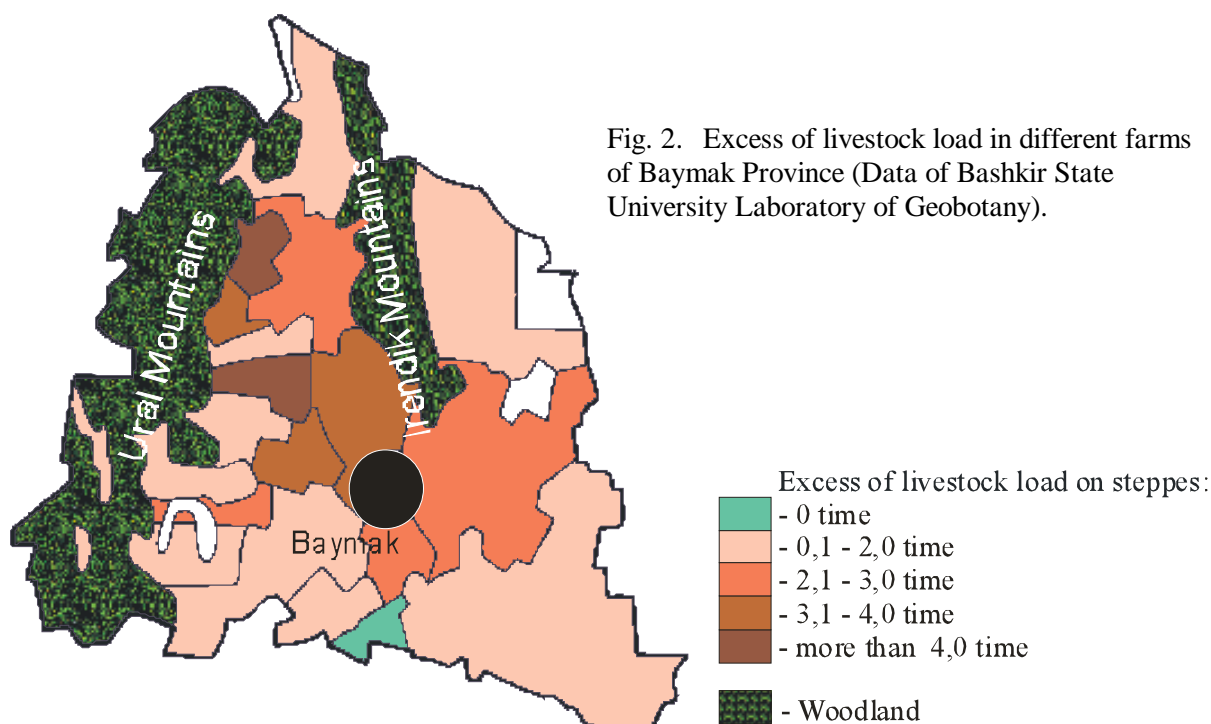 Fig. 2. Excess of livestock load in different farms
of Baymak Province (Data of Bashkir State
University Laboratory of Geobotany).
Ural Mountains
Irendik Mountains
Baymak
Excess of livestock load on steppes:
- 0 time
- 0,1 - 2,0 time
- 2,1 - 3,0 time
- 3,1 - 4,0 time
- more than 4,0 time
- Woodland